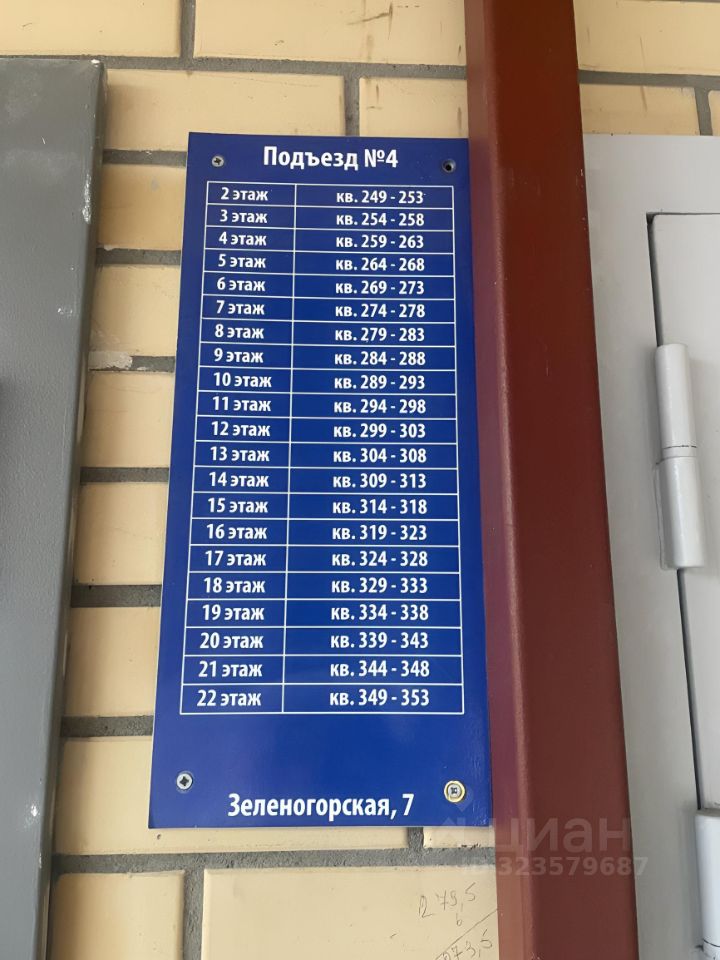 Подъезд №4
2 этаж кв. 249 - 253
3 этаж кв. 254 - 258
4 этаж кв. 259 - 263
5 этаж кв. 264 - 268
6 этаж кв. 269 - 273
7 этаж кв. 274 - 278
8 этаж кв. 279 - 283
9 этаж кв. 284 - 288
10 этаж кв. 289 - 293
11 этаж кв. 294 - 298
12 этаж кв. 299 - 303
13 этаж кв. 304 - 308
14 этаж кв. 309 - 313
15 этаж кв. 314 - 318
16 этаж кв. 319 - 323
17 этаж кв. 324 - 328
18 этаж кв. 329 - 333
19 этаж кв. 334 - 338
20 этаж кв. 339 - 343
21 этаж кв. 344 - 348
22 этаж кв. 349 - 353
Зеленогорская, 7
циан
ID 323579687